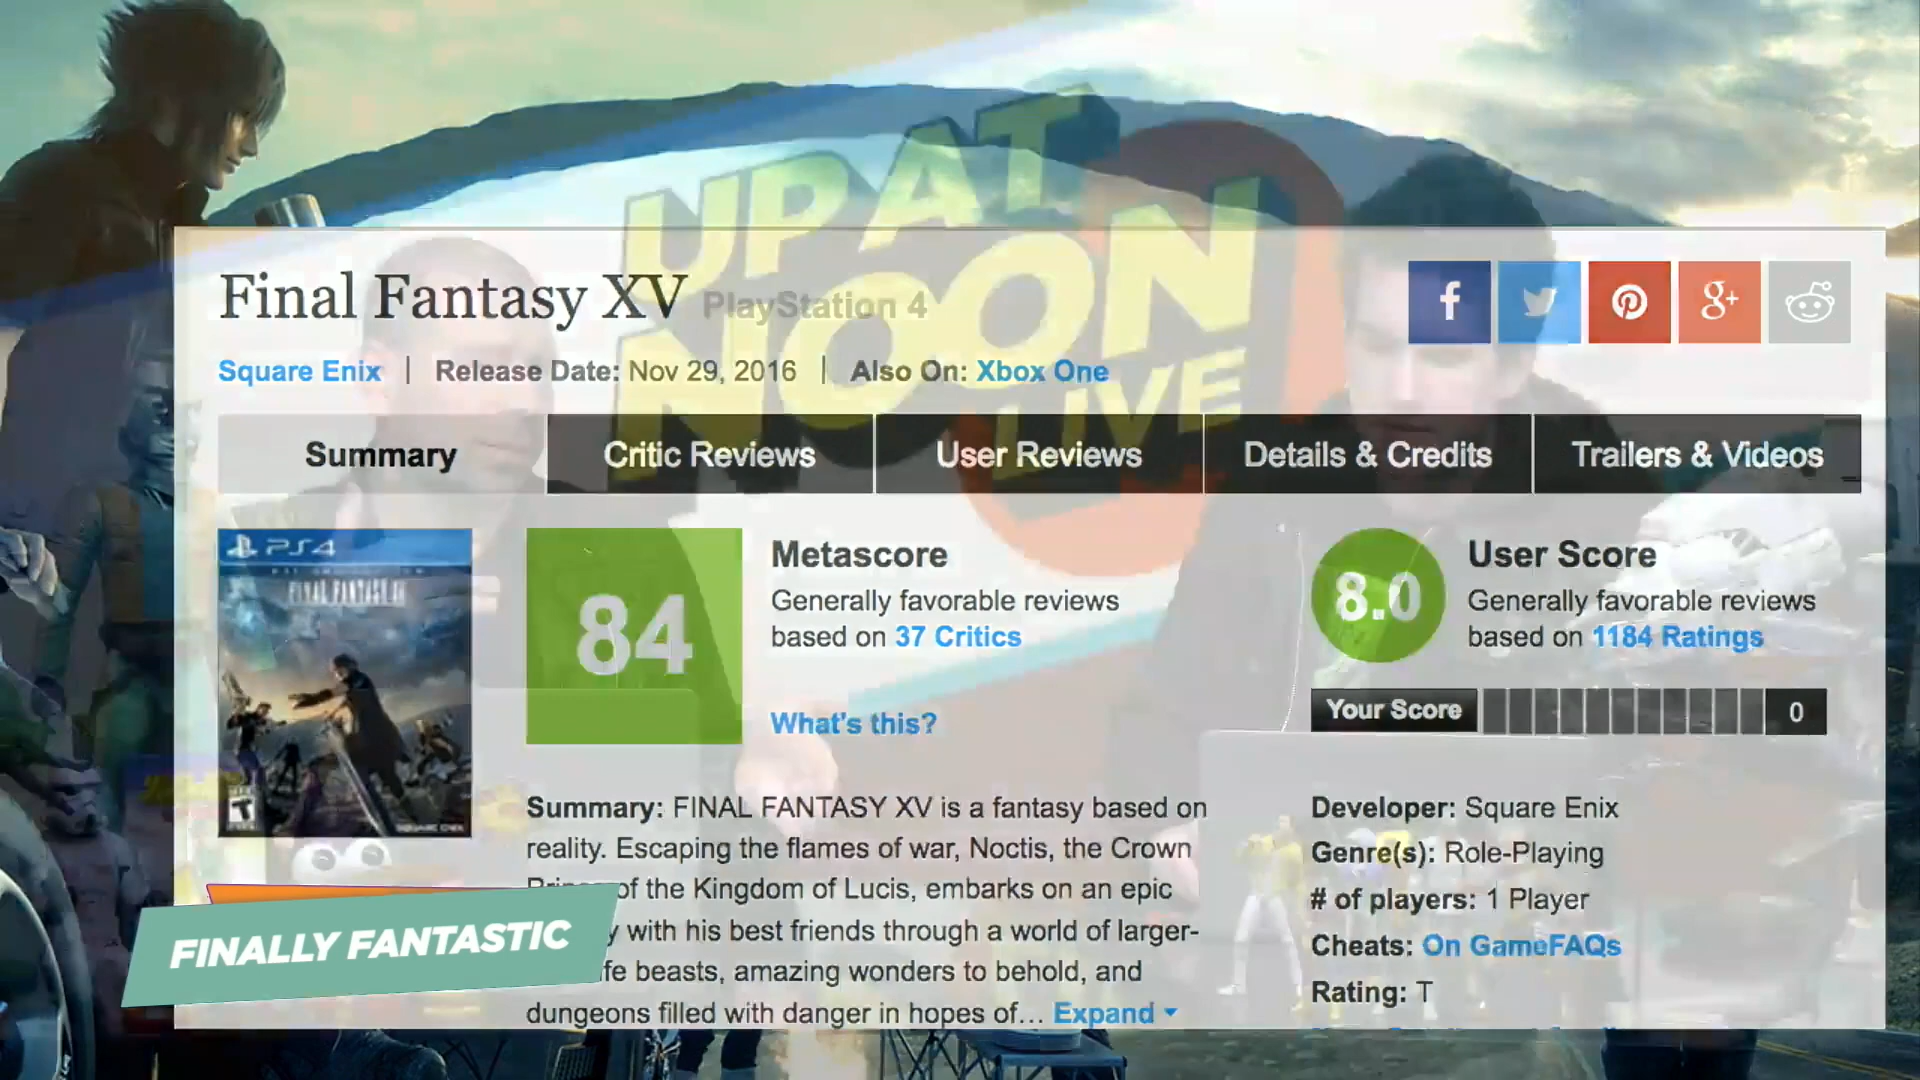 UP AT
NOON
LIVE
Final Fantasy XV PlayStation 4
Square Enix | Release Date: Nov 29, 2016 | Also On: Xbox One
Summary Critic Reviews User Reviews Details & Credits Trailers & Videos
PS4
FINAL FANTASY XV
T
SQUARE ENIX
84
Metascore
Generally favorable reviews
based on 37 Critics
What's this?
8.0
User Score
Generally favorable reviews
based on 1184 Ratings
Your Score 0
Summary: FINAL FANTASY XV is a fantasy based on
reality. Escaping the flames of war, Noctis, the Crown
of the Kingdom of Lucis, embarks on an epic
with his best friends through a world of larger-
beasts, amazing wonders to behold, and
dungeons filled with danger in hopes of... Expand
Developer: Square Enix
Genre(s): Role-Playing
# of players: 1 Player
Cheats: On GameFAQs
Rating: T
FINALLY FANTASTIC